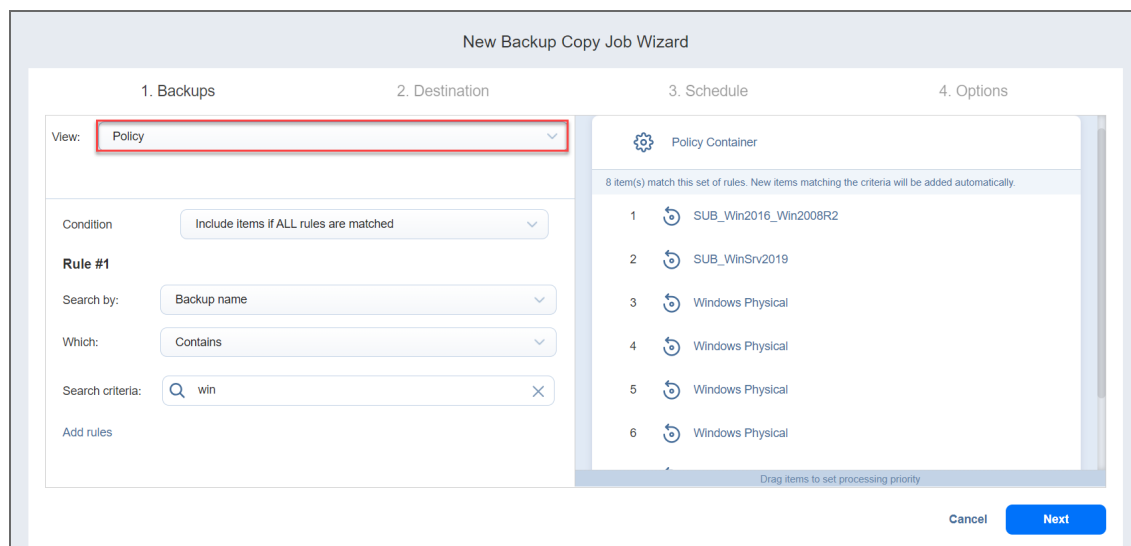 New Backup Copy Job Wizard
1. Backups
2. Destination
3. Schedule
4. Options
View:
Policy
Condition
Include items if ALL rules are matched
Rule #1
Search by:
Backup name
Which:
Contains
Search criteria:
win
Add rules
Policy Container
8 item(s) match this set of rules. New items matching the criteria will be added automatically.
1 SUB_Win2016_Win2008R2
2 SUB_WinSrv2019
3 Windows Physical
4 Windows Physical
5 Windows Physical
6 Windows Physical
Drag items to set processing priority
Cancel
Next